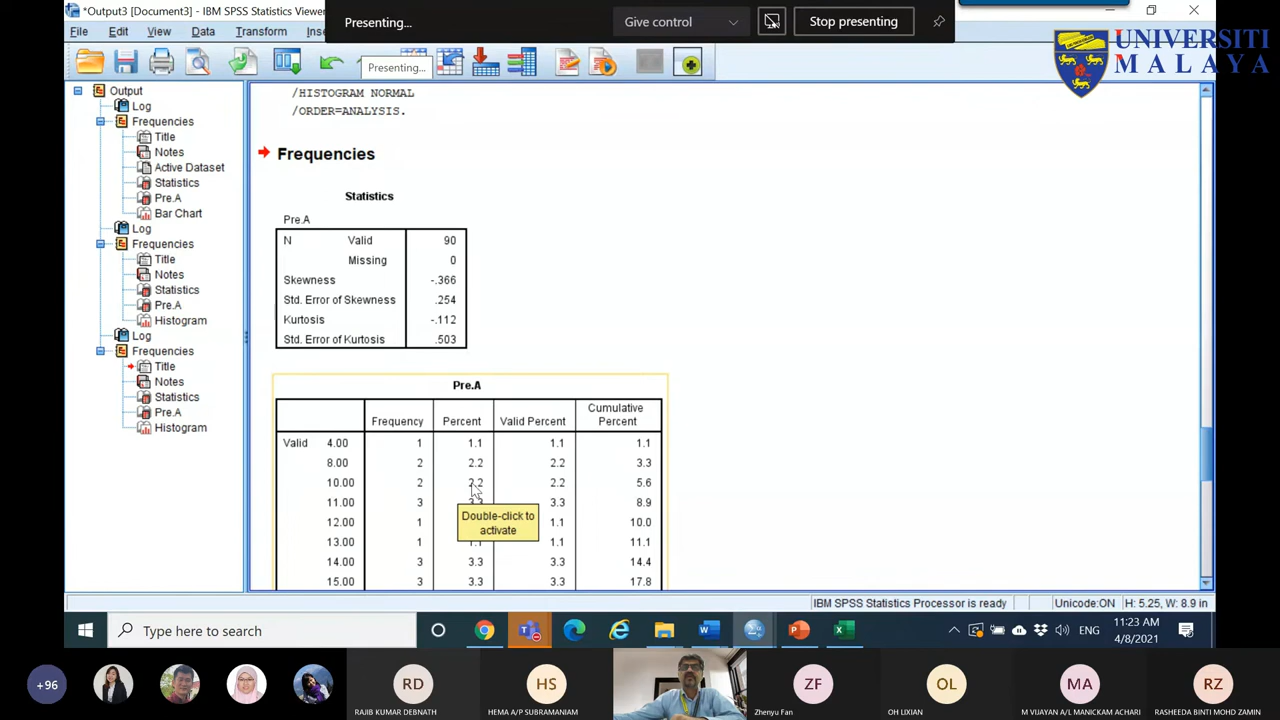 *Output3 [Document3] - IBM SPSS Statistics Viewer
Presenting...
Give control
Stop presenting
UNIVERSITI
MALAYA
File Edit View Data Transform
Presenting...
Output
Log
Frequencies
Title
Notes
Active Dataset
Statistics
Pre.A
Bar Chart
Log
Frequencies
Title
Notes
Statistics
Pre.A
Histogram
Log
Frequencies
Title
Notes
Statistics
Pre.A
Histogram
/HISTOGRAM NORMAL
/ORDER=ANALYSIS.
Frequencies
Statistics
Pre.A
N Valid 90
Missing 0
Skewness -.366
Std. Error of Skewness .254
Kurtosis -.112
Std. Error of Kurtosis .503
Pre.A
Frequency Percent Valid Percent Cumulative Percent
Valid 4.00 1 1.1 1.1 1.1
8.00 2 2.2 2.2 3.3
10.00 2 2.2 2.2 5.6
11.00 3 3.3 3.3 8.9
12.00 1 1.1 10.0
13.00 1 1.1 1.1 11.1
14.00 3 3.3 3.3 14.4
15.00 3 3.3 3.3 17.8
Double-click to
activate
IBM SPSS Statistics Processor is ready Unicode:ON H: 5.25, W: 8.9 in
Type here to search
ENG
11:23 AM
4/8/2021
+96
RD
RAJIB KUMAR DEBNATH
HS
HEMA A/P SUBRAMANIAM
ZF
Zhenyu Fan
OL
OH LIXIAN
MA
M VIJAYAN A/L MANICKAM ACHARI
RZ
RASHEEDA BINTI MOHD ZAMIN